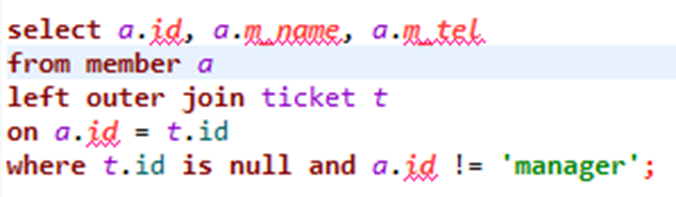 select a.id, a.m_name, a.m_tel
from member a
left outer join ticket t
on a.id = t.id
where t.id is null and a.id != 'manager';